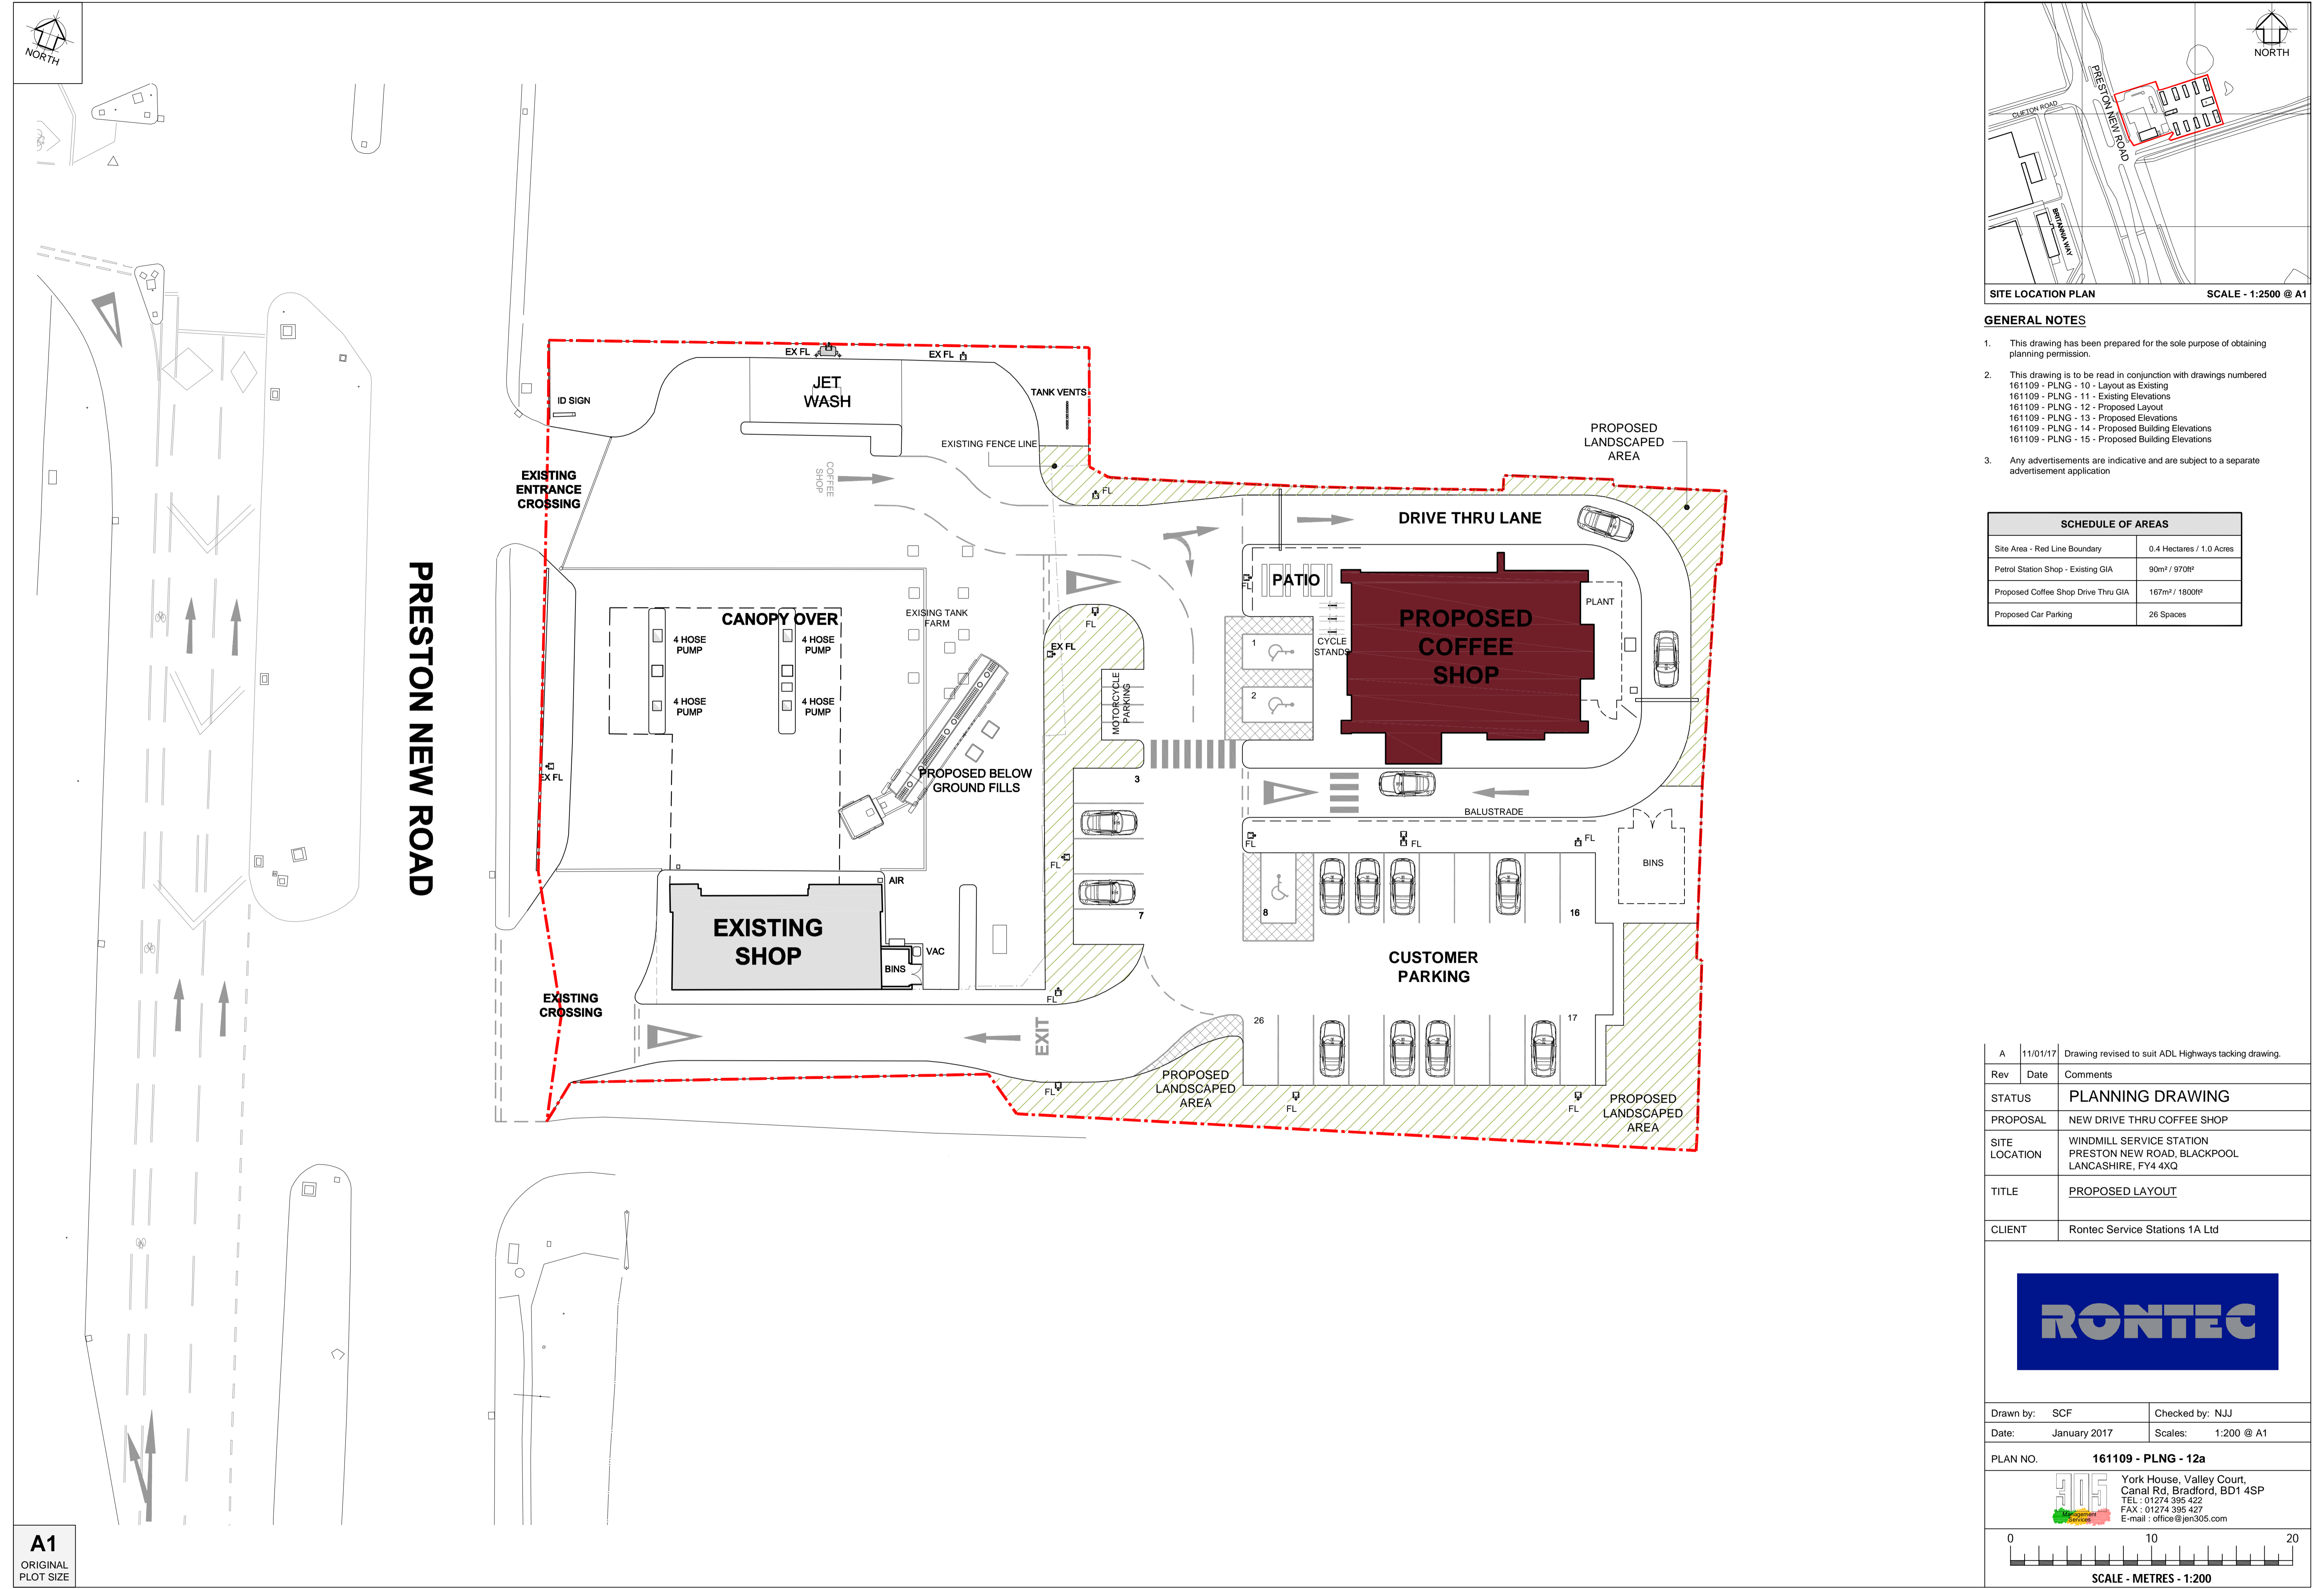 NORTH
NORTH
PRESTON NEW ROAD
CLIFTON ROAD
BRITANNIA WAY
SITE LOCATION PLAN
SCALE - 1:2500 @ A1
GENERAL NOTES
1. This drawing has been prepared for the sole purpose of obtaining
planning permission.
2. This drawing is to be read in conjunction with drawings numbered
161109 - PLNG - 10 - Layout as Existing
161109 - PLNG - 11 - Existing Elevations
161109 - PLNG - 12 - Proposed Layout
161109 - PLNG - 13 - Proposed Elevations
161109 - PLNG - 14 - Proposed Building Elevations
161109 - PLNG - 15 - Proposed Building Elevations
3. Any advertisements are indicative and are subject to a separate
advertisement application
SCHEDULE OF AREAS
Site Area - Red Line Boundary 0.4 Hectares / 1.0 Acres
Petrol Station Shop - Existing GIA 90m² / 970ft²
Proposed Coffee Shop Drive Thru GIA 167m² / 1800ft²
Proposed Car Parking 26 Spaces
EX FL
EX FL
JET
WASH
ID SIGN
TANK VENTS
EXISTING FENCE LINE
PROPOSED
LANDSCAPED
AREA
EXISTING
ENTRANCE
CROSSING
COFFEE
SHOP
FL
DRIVE THRU LANE
PRESTON NEW ROAD
PATIO
FL
PLANT
CANOPY OVER
EXISING TANK
FARM
FL
4 HOSE
PUMP
4 HOSE
PUMP
EX FL
1
CYCLE
STANDS
PROPOSED
COFFEE
SHOP
MOTORCYCLE
PARKING
2
4 HOSE
PUMP
4 HOSE
PUMP
EX FL
PROPOSED BELOW
GROUND FILLS
3
BALUSTRADE
FL
FL
FL
FL
BINS
AIR
7
8
16
EXISTING
SHOP
VAC
BINS
CUSTOMER
PARKING
EXISTING
CROSSING
FL
EXIT
26
17
FL
PROPOSED
LANDSCAPED
AREA
FL
FL
PROPOSED
LANDSCAPED
AREA
A 11/01/17 Drawing revised to suit ADL Highways tacking drawing.
Rev Date Comments
STATUS PLANNING DRAWING
PROPOSAL NEW DRIVE THRU COFFEE SHOP
SITE
LOCATION
WINDMILL SERVICE STATION
PRESTON NEW ROAD, BLACKPOOL
LANCASHIRE, FY4 4XQ
TITLE PROPOSED LAYOUT
CLIENT Rontec Service Stations 1A Ltd
RONTEC
Drawn by: SCF Checked by: NJJ
Date: January 2017 Scales: 1:200 @ A1
PLAN NO. 161109 - PLNG - 12a
305
Management
Services
York House, Valley Court,
Canal Rd, Bradford, BD1 4SP
TEL : 01274 395 422
FAX : 01274 395 427
E-mail : office@jen305.com
0 10 20
SCALE - METRES - 1:200
A1
ORIGINAL
PLOT SIZE